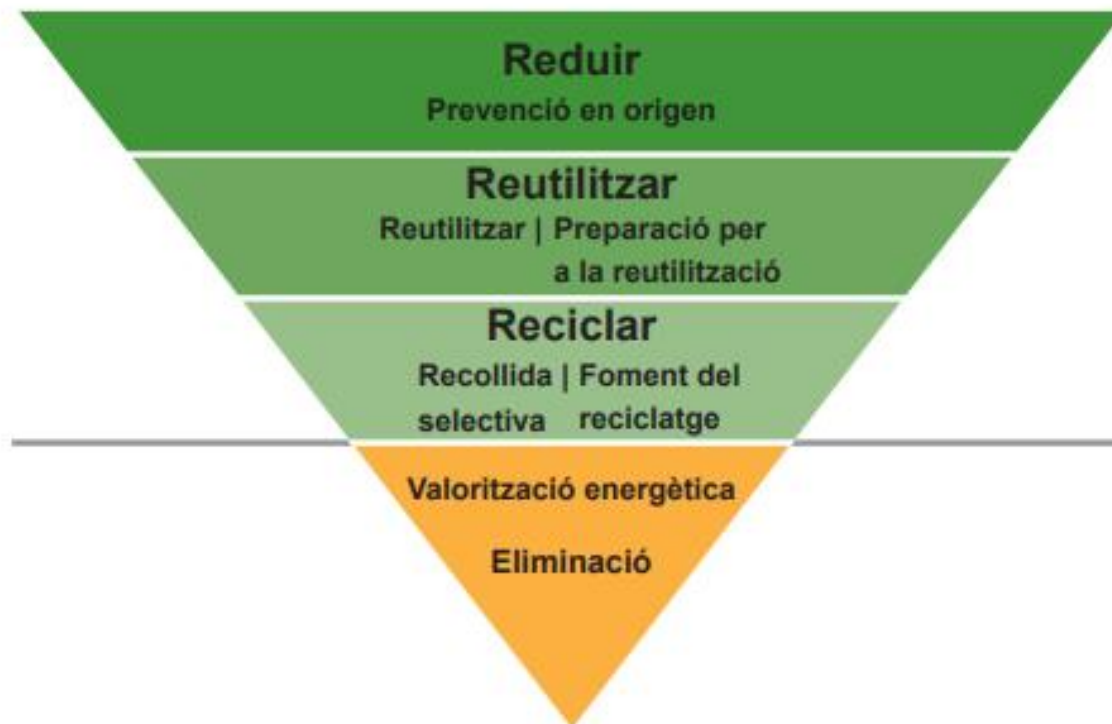 Reduir
Prevenció en origen
Reutilitzar
Reutilitzar | Preparació per
a la reutilització
Reciclar
Recollida | Foment del
selectiva reciclatge
Valorització energètica
Eliminació